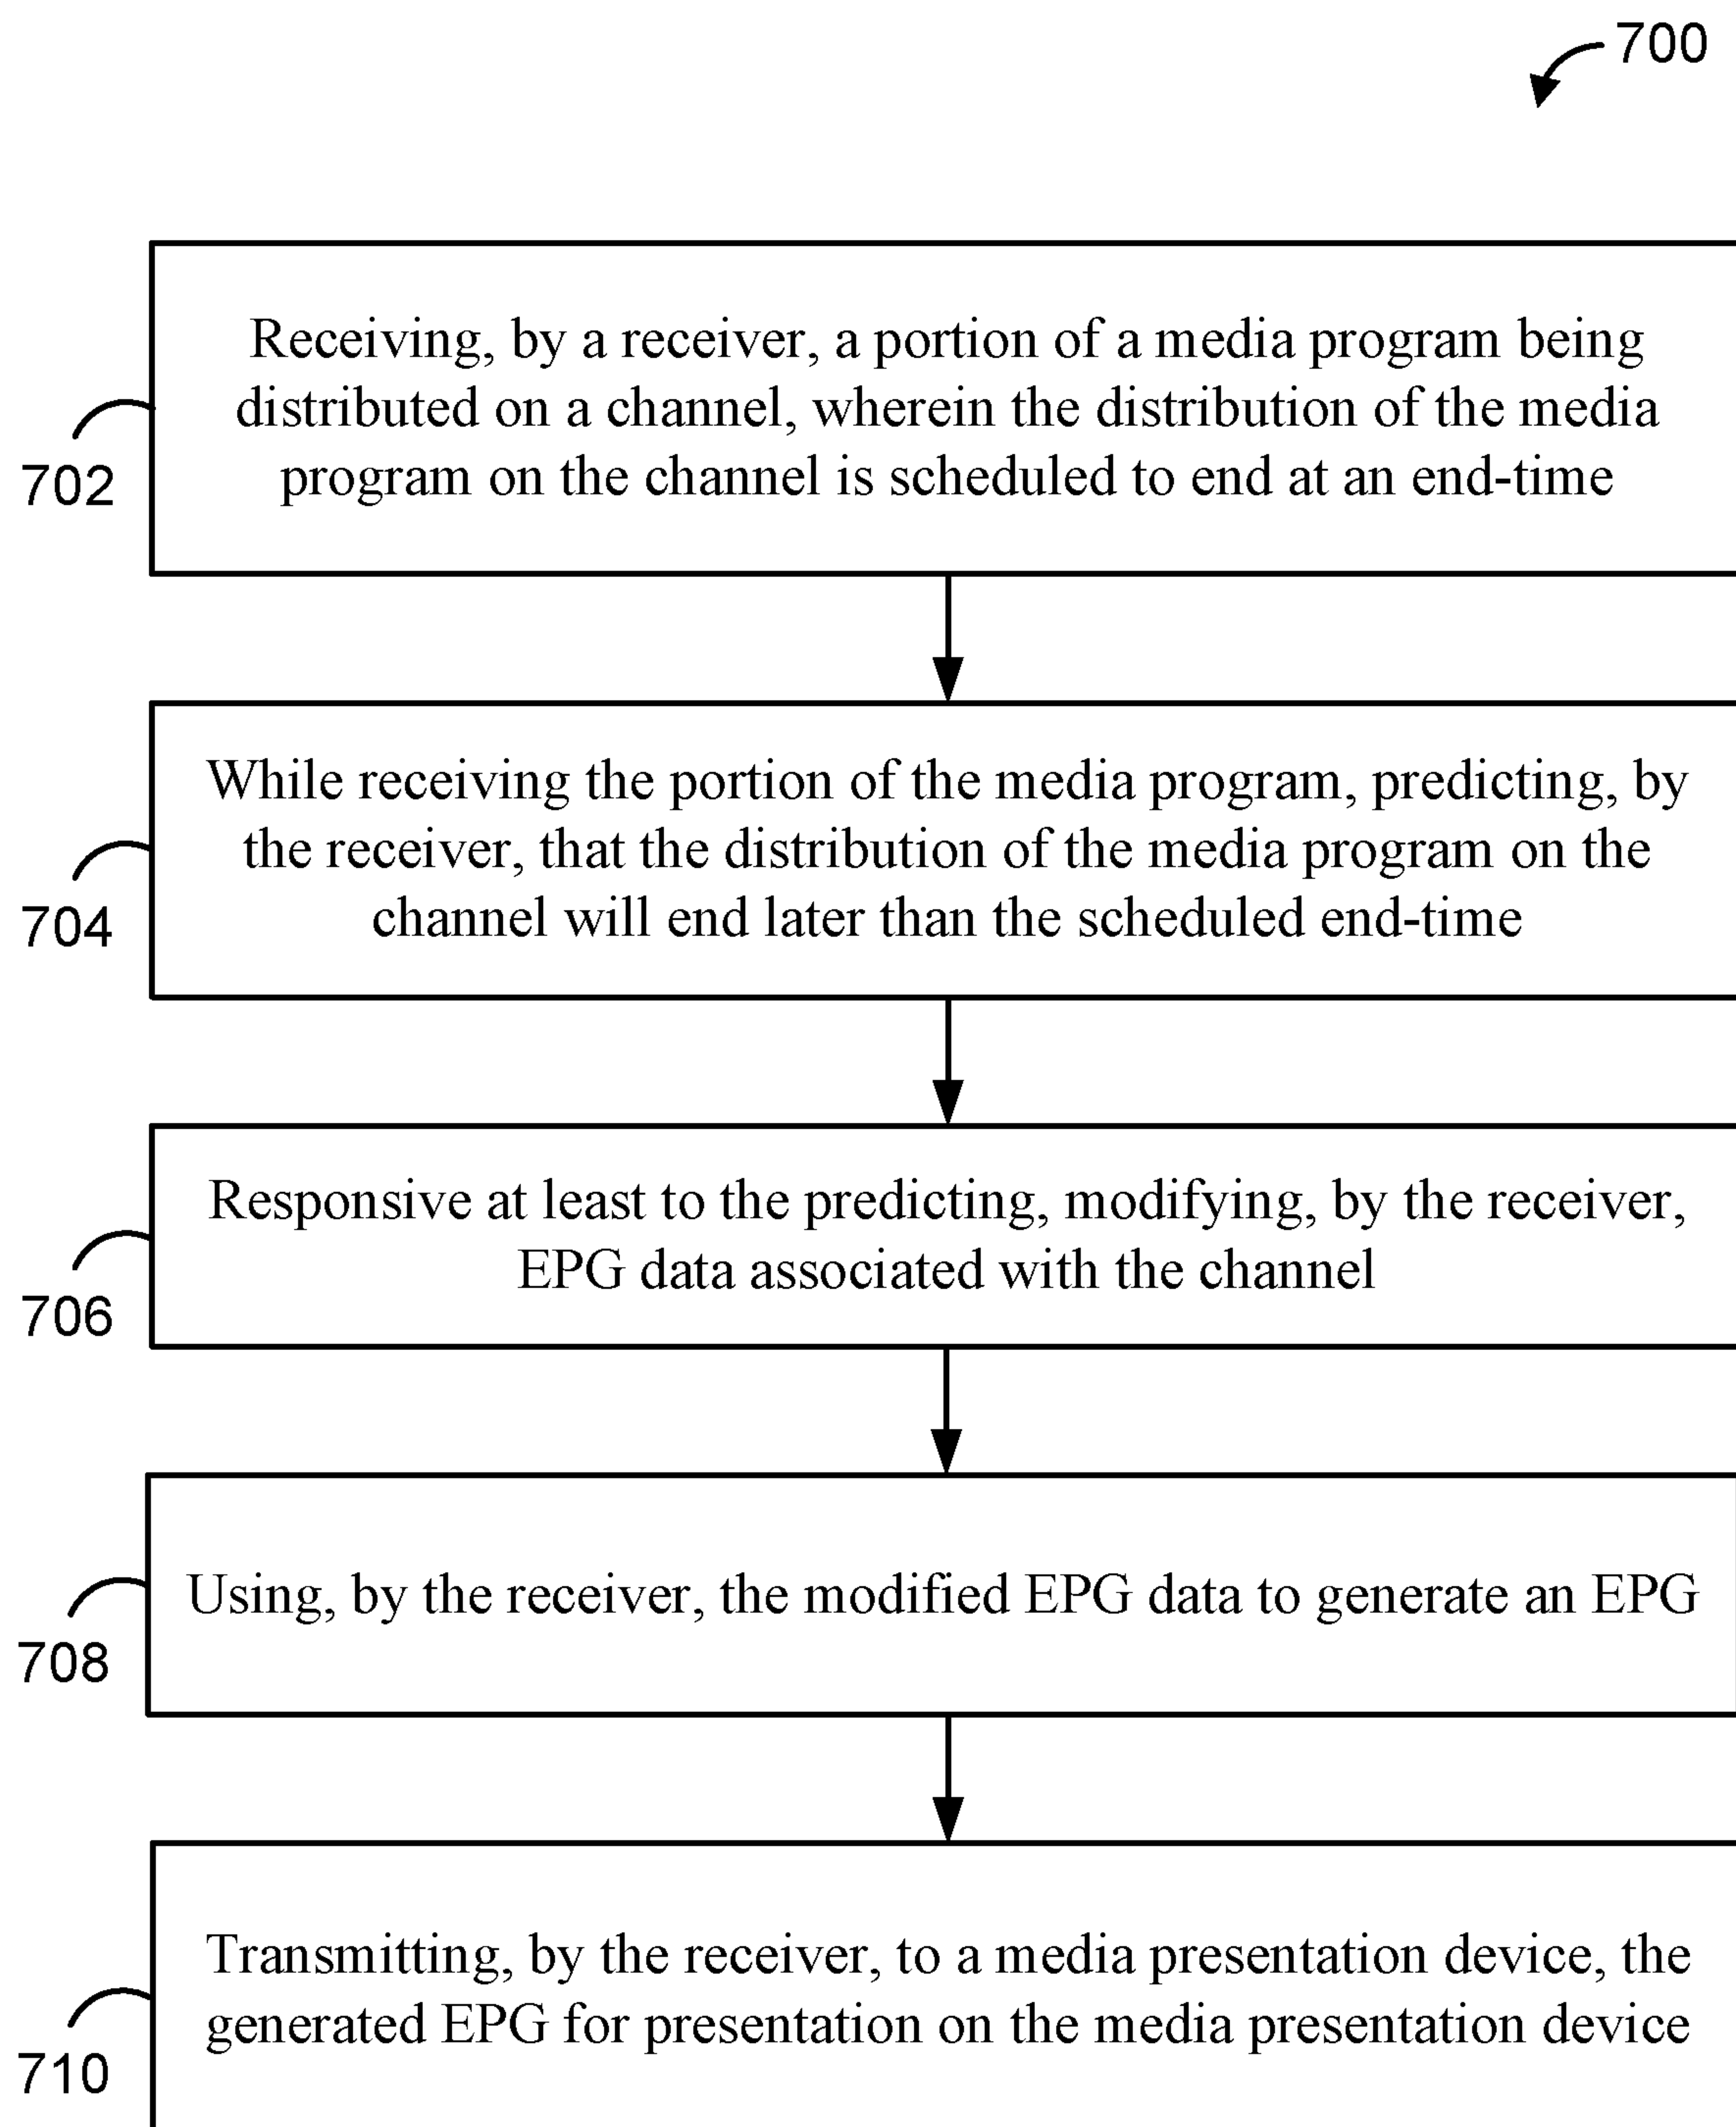 700
Receiving, by a receiver, a portion of a media program being
distributed on a channel, wherein the distribution of the media
program on the channel is scheduled to end at an end-time
702
While receiving the portion of the media program, predicting, by
the receiver, that the distribution of the media program on the
channel will end later than the scheduled end-time
704
Responsive at least to the predicting, modifying, by the receiver,
EPG data associated with the channel
706
Using, by the receiver, the modified EPG data to generate an EPG
708
Transmitting, by the receiver, to a media presentation device, the
generated EPG for presentation on the media presentation device
710